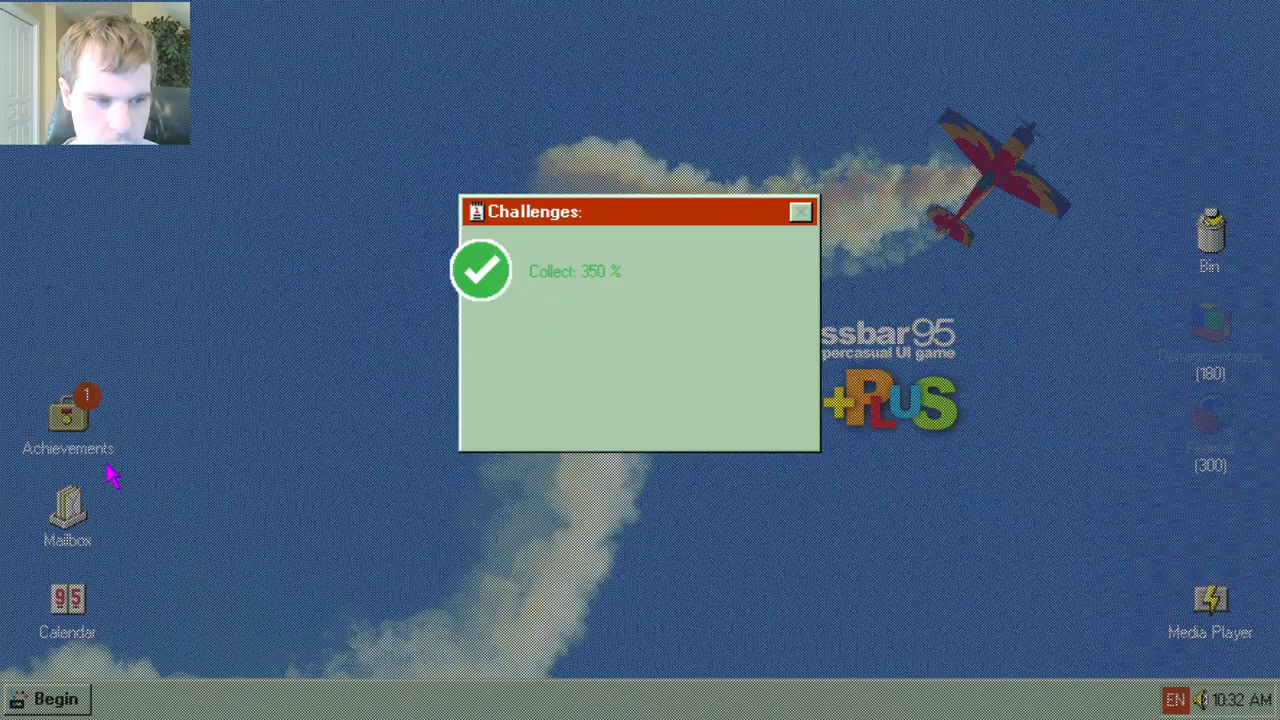 Challenges:
Collect: 350 %
ssbar95
percasual UI game
+PLUS
Bin
(180)
(300)
1
Achievements
Mailbox
95
Calendar
Media Player
Begin
EN
10:32 AM